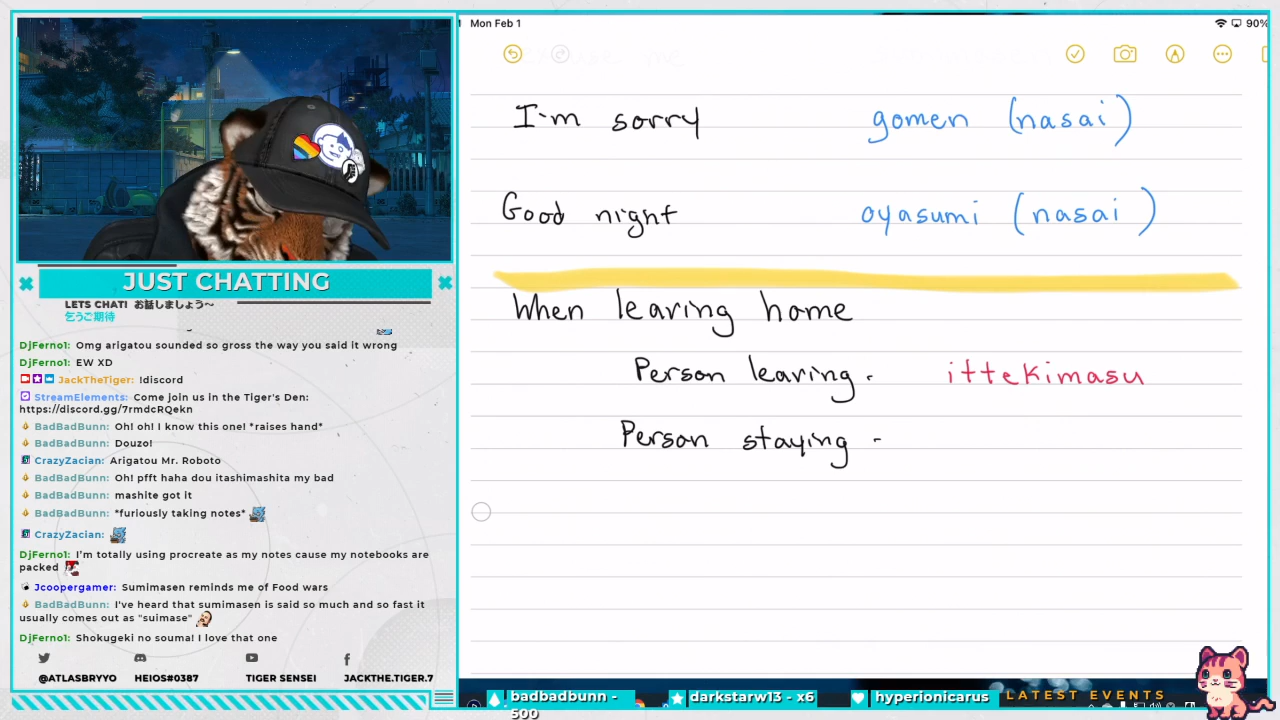 JUST CHATTING
LETS CHAT! お話しましょう〜
乞うご期待
DjFerno1: Omg arigatou sounded so gross the way you said it wrong
DjFerno1: EW XD
JackTheTiger: !discord
StreamElements: Come join us in the Tiger's Den:
https://discord.gg/7rmdcRQekn
BadBadBunn: Oh! oh! I know this one! *raises hand*
BadBadBunn: Douzo!
CrazyZacian: Arigatou Mr. Roboto
BadBadBunn: Oh! pfft haha dou itashimashita my bad
BadBadBunn: mashite got it
BadBadBunn: *furiously taking notes*
CrazyZacian:
DjFerno1: I'm totally using procreate as my notes cause my notebooks are
packed
Jcoopergamer: Sumimasen reminds me of Food wars
BadBadBunn: I've heard that sumimasen is said so much and so fast it
usually comes out as "suimase"
DjFerno1: Shokugeki no souma! I love that one
@ATLASBRYYO HEIOS#0387 TIGER SENSEI JACKTHE.TIGER.7
Mon Feb 1 90%
I'm sorry gomen (nasai)
Good night oyasumi (nasai)
When leaving home
Person leaving - ittekimasu
Person staying -
badbadbunn - 500
darkstarw13 - x6
hyperionicarus
LATEST EVENTS